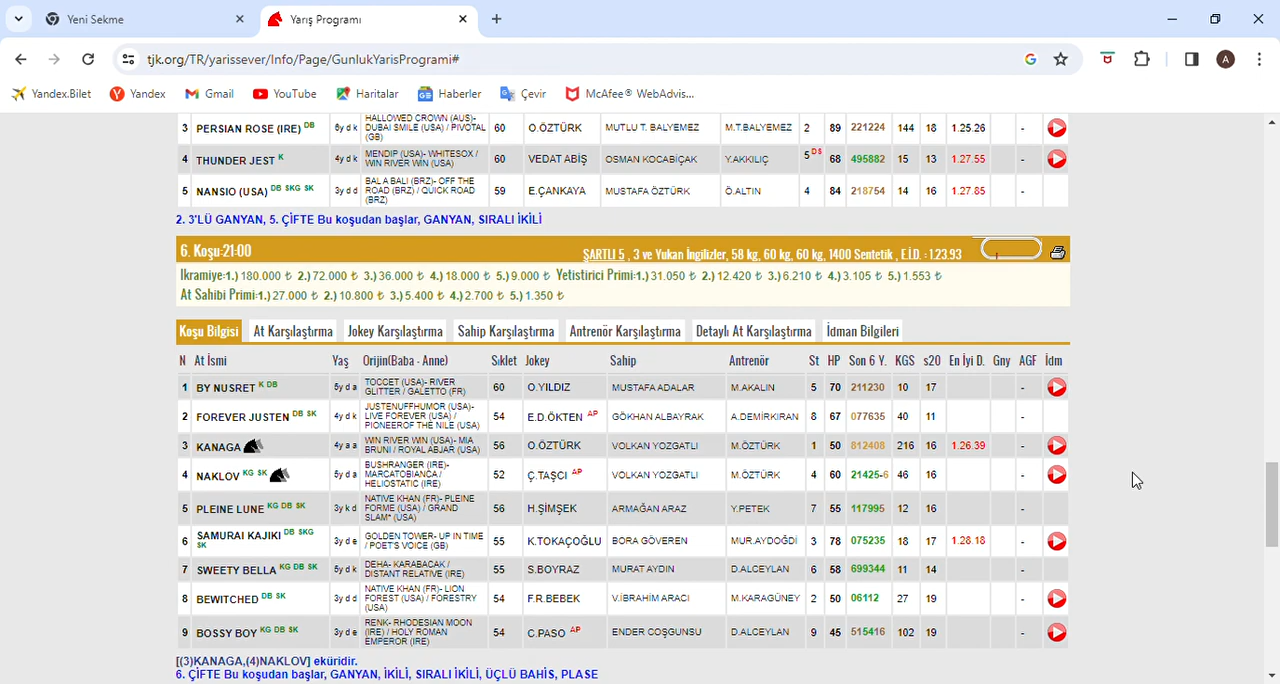 Yeni Sekme
Yarış Programı
tjk.org/TR/yarissever/Info/Page/GunlukYarisProgrami#
A
Yandex.Bilet Yandex Gmail YouTube Haritalar Haberler Çevir McAfee® WebAdvis...
3 PERSIAN ROSE (IRE) DB 6y d k HALLOWED CROWN (AUS)- DUBAI SMILE (USA) / PIVOTAL (GB) 60 O.ÖZTÜRK MUTLU T. BALYEMEZ M.T.BALYEMEZ 2 89 221224 144 18 1.25.26 -
4 THUNDER JEST K 4y d k MENDIP (USA)- WHITESOX / WIN RIVER WIN (USA) 60 VEDAT ABİŞ OSMAN KOCABIÇAK Y.AKKILIÇ 5 DS 68 495882 15 13 1.27.55 -
5 NANSIO (USA) DB SKG SK 4y d d BAL A BALI (BRZ)- OFF THE ROAD (BRZ) / QUICK ROAD (BRZ) 59 E.ÇANKAYA MUSTAFA ÖZTÜRK Ö.ALTIN 4 84 218754 14 16 1.27.85 -
2. 3'LÜ GANYAN, 5. ÇİFTE Bu koşudan başlar, GANYAN, SIRALI İKİLİ
6. Koşu:21:00 ŞARTLI 5 , 3 ve Yukarı İngilizler, 58 kg, 60 kg, 60 kg, 1400 Sentetik , E.İ.D. : 1.23.93
İkramiye:1.) 180.000 ₺ 2.) 72.000 ₺ 3.) 36.000 ₺ 4.) 18.000 ₺ 5.) 9.000 ₺ Yetistirici Primi:1.) 31.050 ₺ 2.) 12.420 ₺ 3.) 6.210 ₺ 4.) 3.105 ₺ 5.) 1.553 ₺
At Sahibi Primi:1.) 27.000 ₺ 2.) 10.800 ₺ 3.) 5.400 ₺ 4.) 2.700 ₺ 5.) 1.350 ₺
Koşu Bilgisi At Karşılaştırma Jokey Karşılaştırma Sahip Karşılaştırma Antrenör Karşılaştırma Detaylı At Karşılaştırma İdman Bilgileri
N At İsmi Yaş Orijin(Baba - Anne) Sıklet Jokey Sahip Antrenör St HP Son 6 Y. KGS s20 En İyi D. Gny AGF İdm
1 BY NUSRET K DB 5y d a TOCCET (USA)- RIVER GLITTER / GALETTO (FR) 60 O.YILDIZ MUSTAFA ADALAR M.AKALIN 5 70 211230 10 17 -
2 FOREVER JUSTEN DB SK 4y d k JUSTENUFFHUMOR (USA)- LIVE FOREVER (USA) / PIONEEROF THE NILE (USA) 54 E.D.ÖKTEN AP GÖKHAN ALBAYRAK A.DEMİRKIRAN 8 67 077635 40 11 -
3 KANAGA 4y a a WIN RIVER WIN (USA)- MIA BRUNI / ROYAL ABJAR (USA) 56 O.ÖZTÜRK VOLKAN YOZGATLI M.ÖZTÜRK 1 50 812408 216 16 1.26.39 -
4 NAKLOV KG SK 5y d a BUSHRANGER (IRE)- MARCATOBIANCA / HELIOSTATIC (IRE) 52 Ç.TAŞCI AP VOLKAN YOZGATLI M.ÖZTÜRK 4 60 21425-6 46 16 -
5 PLEINE LUNE KG DB SK 3y k d NATIVE KHAN (FR)- PLEINE FORME (USA) / GRAND SLAM* (USA) 56 H.ŞİMŞEK ARMAĞAN ARAZ Y.PETEK 7 55 117995 12 16 -
6 SAMURAI KAJIKI DB SKG SK 3y d e GOLDEN TOWER- UP IN TIME / POET'S VOICE (GB) 55 K.TOKAÇOĞLU BORA GÖVEREN MUR.AYDOĞDİ 3 78 075235 18 17 1.28.18 -
7 SWEETY BELLA KG DB SK 5y d k DEHA- KARABACAK / DISTANT RELATIVE (IRE) 55 S.BOYRAZ MURAT AYDIN D.ALCEYLAN 6 58 699344 11 14 -
8 BEWITCHED DB SK 3y d d NATIVE KHAN (FR)- LION FOREST (USA) / FORESTRY (USA) 54 F.R.BEBEK V.İBRAHİM ARACI M.KARAGÜNEY 2 50 06112 27 19 -
9 BOSSY BOY KG DB SK 3y d e RENK- RHODESIAN MOON (IRE) / HOLY ROMAN EMPEROR (IRE) 54 C.PASO AP ENDER COŞGUNSU D.ALCEYLAN 9 45 515416 102 19 -
[(3)KANAGA,(4)NAKLOV] eküridir.
6. ÇİFTE Bu koşudan başlar, GANYAN, İKİLİ, SIRALI İKİLİ, ÜÇLÜ BAHİS, PLASE